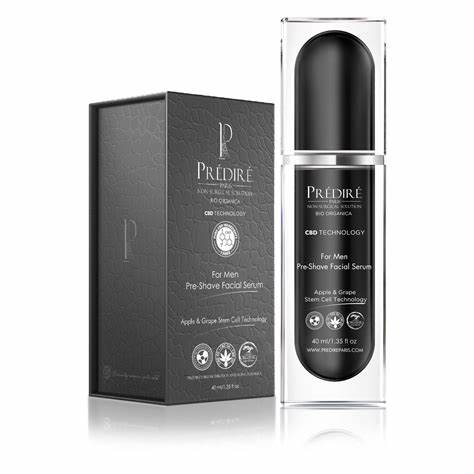 P
PRÉDIRÉ
PARIS
NON SURGICAL SOLUTION
BIO ORGANICA
CBD TECHNOLOGY
For Men
Pre-Shave Facial Serum
Apple & Grape Stem Cell Technology
40 ml/1.35 fl oz
PRÉDIRÉ
PARIS
NON SURGICAL SOLUTION
BIO ORGANICA
CBD TECHNOLOGY
For Men
Pre-Shave Facial Serum
Apple & Grape
Stem Cell Technology
40 ml/1.35 fl oz
WWW.PREDIREPARIS.COM